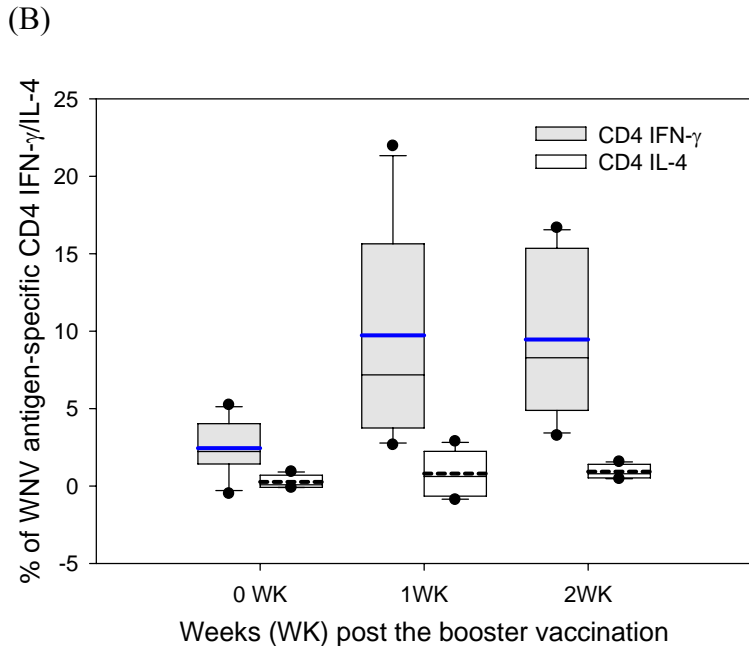 (B)
% of WNV antigen-specific CD4 IFN-γ/IL-4
25
20
15
10
5
0
-5
CD4 IFN-γ
CD4 IL-4
0 WK
1WK
2WK
Weeks (WK) post the booster vaccination